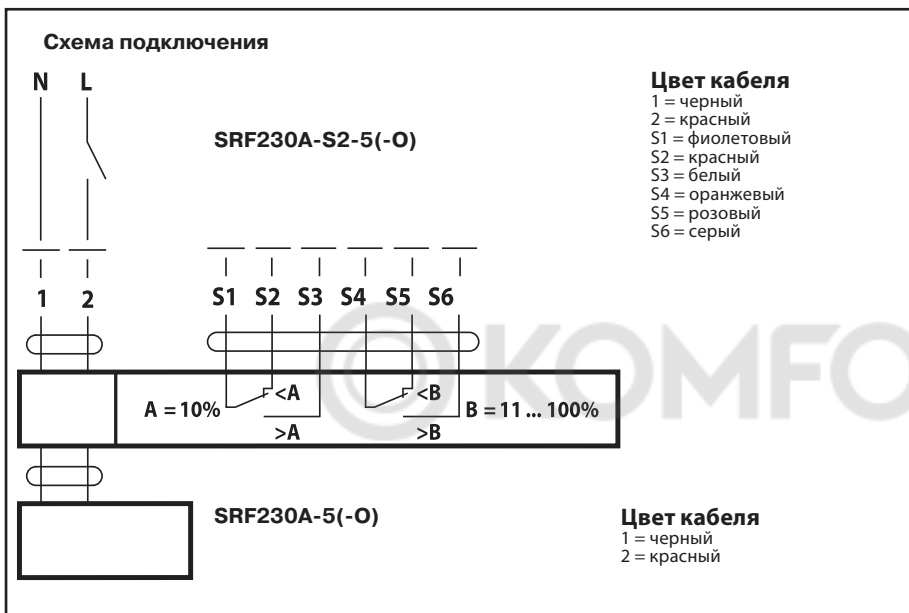 Схема подключения
N L
SRF230A-S2-5(-O)
Цвет кабеля
1 = черный
2 = красный
S1 = фиолетовый
S2 = красный
S3 = белый
S4 = оранжевый
S5 = розовый
S6 = серый
1 2 S1 S2 S3 S4 S5 S6
KOMFO
A = 10% <A <B B = 11 ... 100%
>A >B
SRF230A-5(-O)
Цвет кабеля
1 = черный
2 = красный